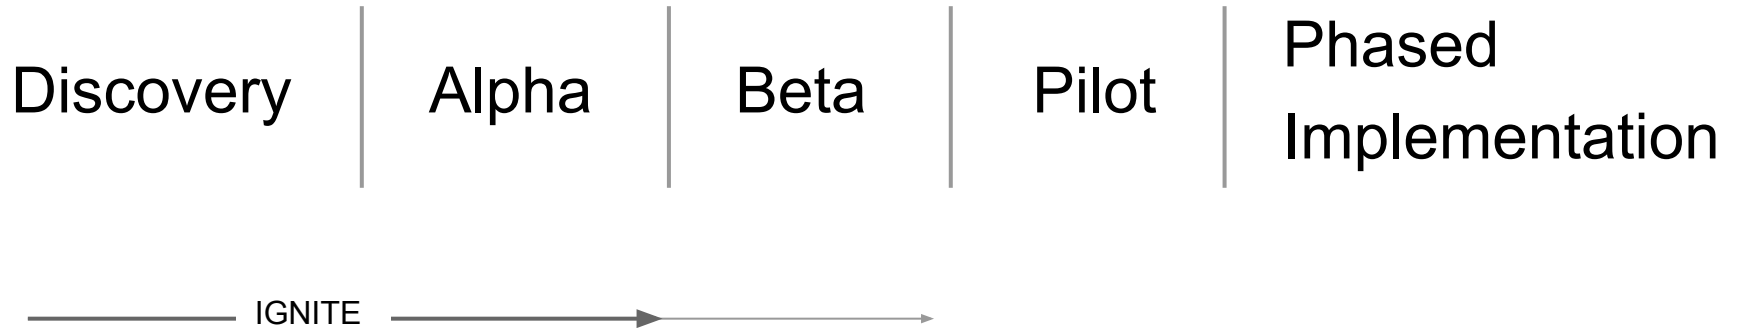 Discovery
Alpha
Beta
Pilot
Phased
Implementation
IGNITE